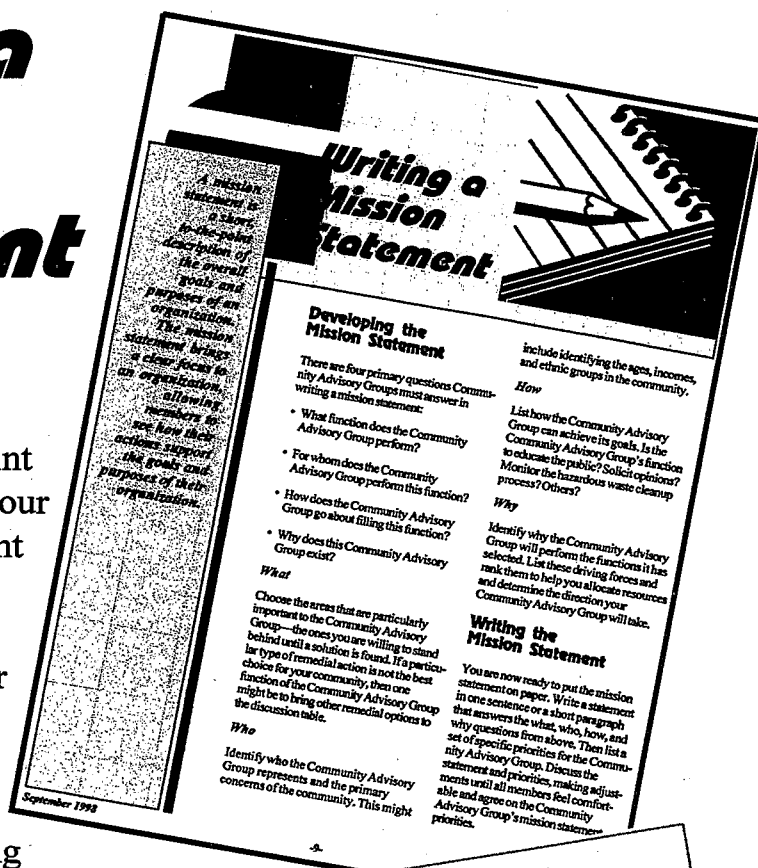 a
nt
nt
our
nt
r
g
Writing a
Mission
Statement
A mission
statement is
a short,
to-the-point
description of
the overall
goals and
purposes of an
organization.
The mission
statement brings
a clear focus to
an organization,
allowing
members to
see how their
actions support
the goals and
purposes of their
organization.
Developing the
Mission Statement
There are four primary questions Commu-
nity Advisory Groups must answer in
writing a mission statement:
• What function does the Community
Advisory Group perform?
• For whom does the Community
Advisory Group perform this function?
• How does the Community Advisory
Group go about filling this function?
• Why does this Community Advisory
Group exist?
What
Choose the areas that are particularly
important to the Community Advisory
Group—the ones you are willing to stand
behind until a solution is found. If a particu-
lar type of remedial action is not the best
choice for your community, then one
function of the Community Advisory Group
might be to bring other remedial options to
the discussion table.
Who
Identify who the Community Advisory
Group represents and the primary
concerns of the community. This might
include identifying the ages, incomes,
and ethnic groups in the community.
How
List how the Community Advisory
Group can achieve its goals. Is the
Community Advisory Group's function
to educate the public? Solicit opinions?
Monitor the hazardous waste cleanup
process? Others?
Why
Identify why the Community Advisory
Group will perform the functions it has
selected. List these driving forces and
rank them to help you allocate resources
and determine the direction your
Community Advisory Group will take.
Writing the
Mission Statement
You are now ready to put the mission
statement on paper. Write a statement
in one sentence or a short paragraph
that answers the what, who, how, and
why questions from above. Then list a
set of specific priorities for the Commu-
nity Advisory Group. Discuss the
statement and priorities, making adjust-
ments until all members feel comfort-
able and agree on the Community
Advisory Group's mission statement
priorities.
September 1998
-9-